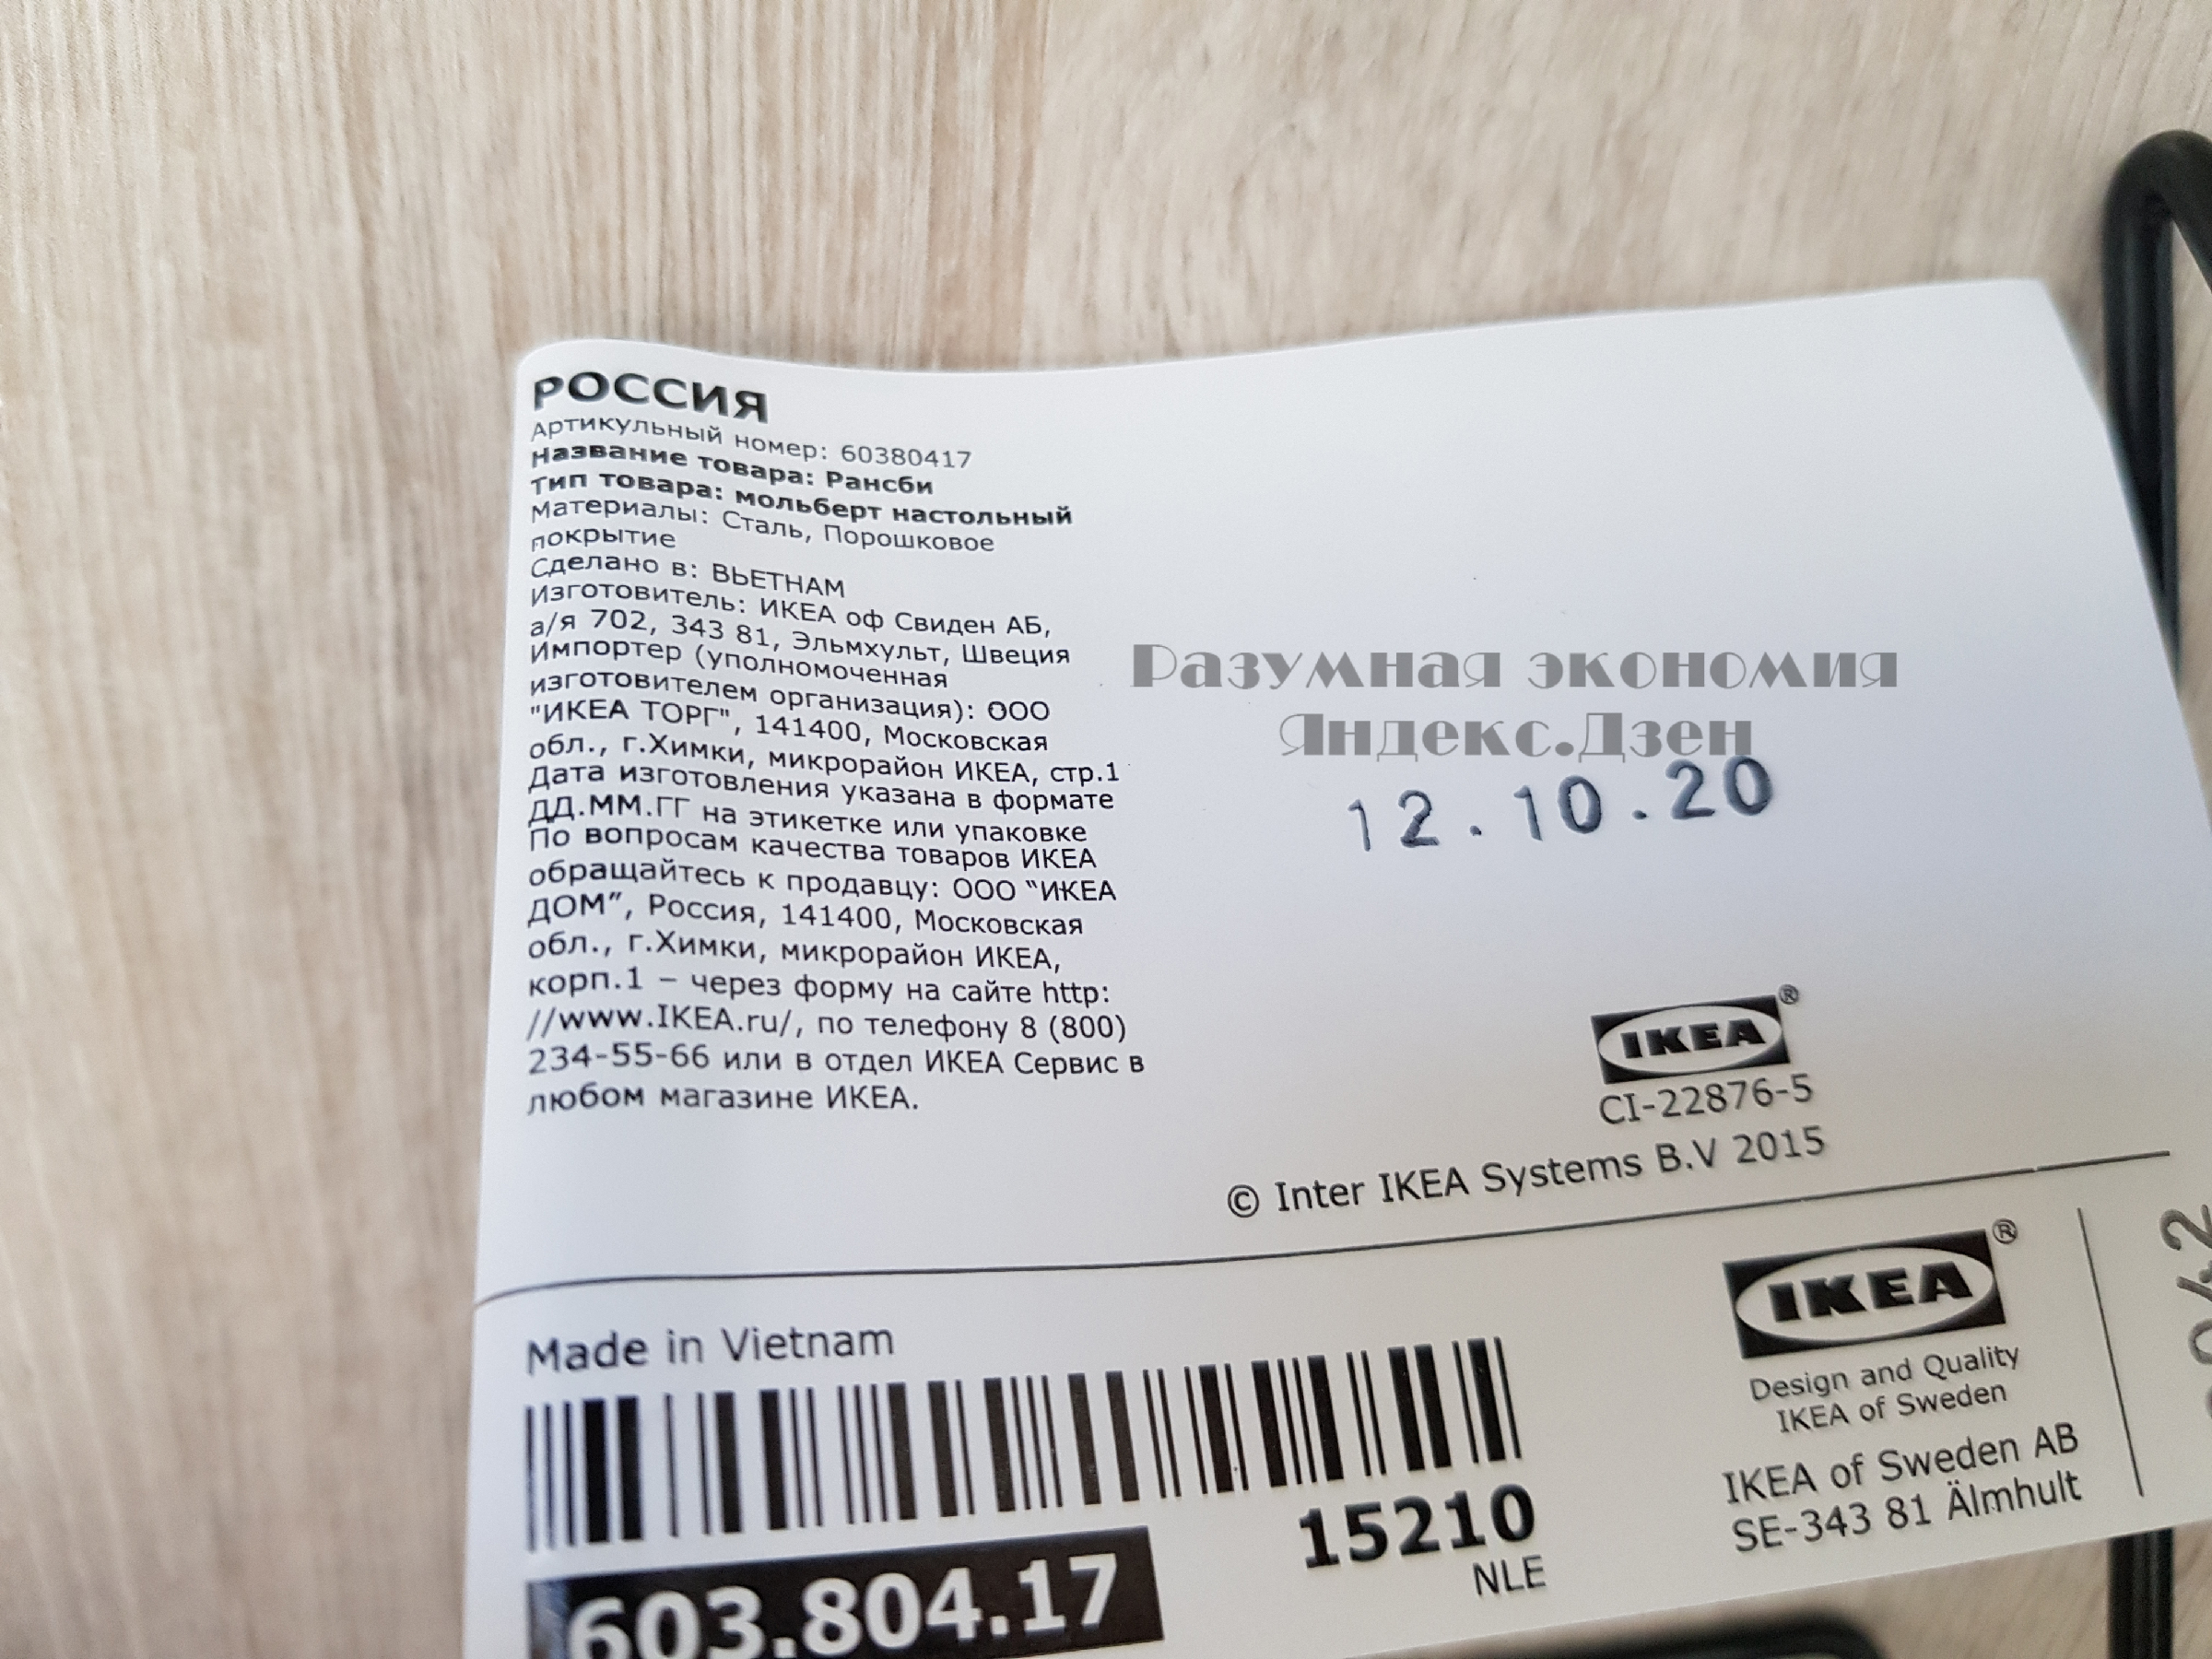 РОССИЯ
Артикульный номер: 60380417
Название товара: Рансби
Тип товара: мольберт настольный
Материалы: Сталь, Порошковое
покрытие
Сделано в: ВЬЕТНАМ
Изготовитель: ИКЕА оф Свиден АБ,
а/я 702, 343 81, Эльмхульт, Швеция
Импортер (уполномоченная
изготовителем организация): ООО
"ИКЕА ТОРГ", 141400, Московская
обл., г.Химки, микрорайон ИКЕА, стр.1
Дата изготовления указана в формате
ДД.ММ.ГГ на этикетке или упаковке
По вопросам качества товаров ИКЕА
обращайтесь к продавцу: ООО “ИКЕА
ДОМ”, Россия, 141400, Московская
обл., г.Химки, микрорайон ИКЕА,
корп.1 – через форму на сайте http:
//www.IKEA.ru/, по телефону 8 (800)
234-55-66 или в отдел ИКЕА Сервис в
любом магазине ИКЕА.
Разумная экономия
Яндекс.Дзен
12.10.20
IKEA®
CI-22876-5
© Inter IKEA Systems B.V 2015
Made in Vietnam
603.804.17
15210
NLE
IKEA®
Design and Quality
IKEA of Sweden
IKEA of Sweden AB
SE-343 81 Älmhult